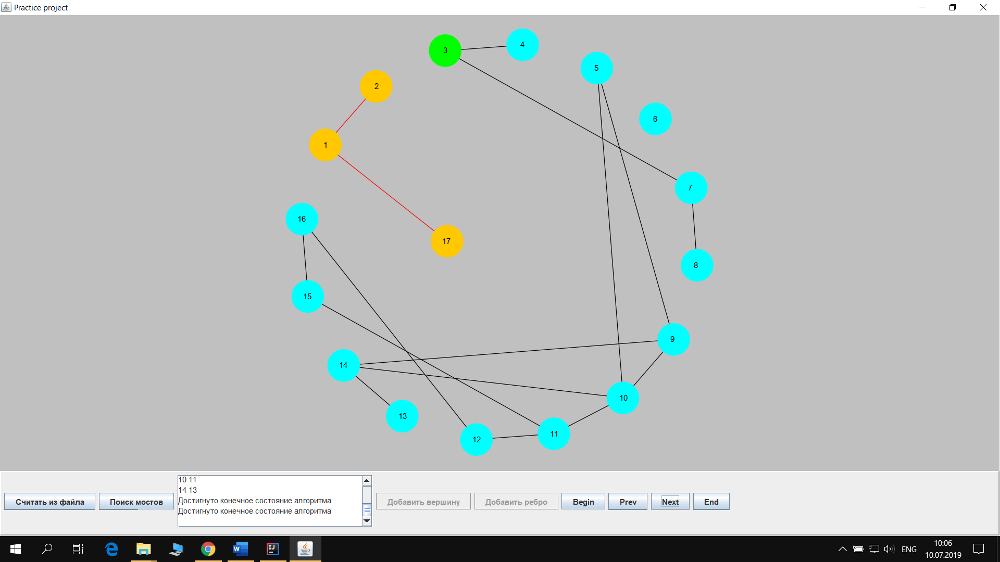 Practice project
4
3
5
2
6
1
7
16
17
8
15
9
14
10
13
11
12
10 11
14 13
Достигнуто конечное состояние алгоритма
Достигнуто конечное состояние алгоритма
Считать из файла
Поиск мостов
Добавить вершину
Добавить ребро
Begin
Prev
Next
End
ENG
10:06
10.07.2019